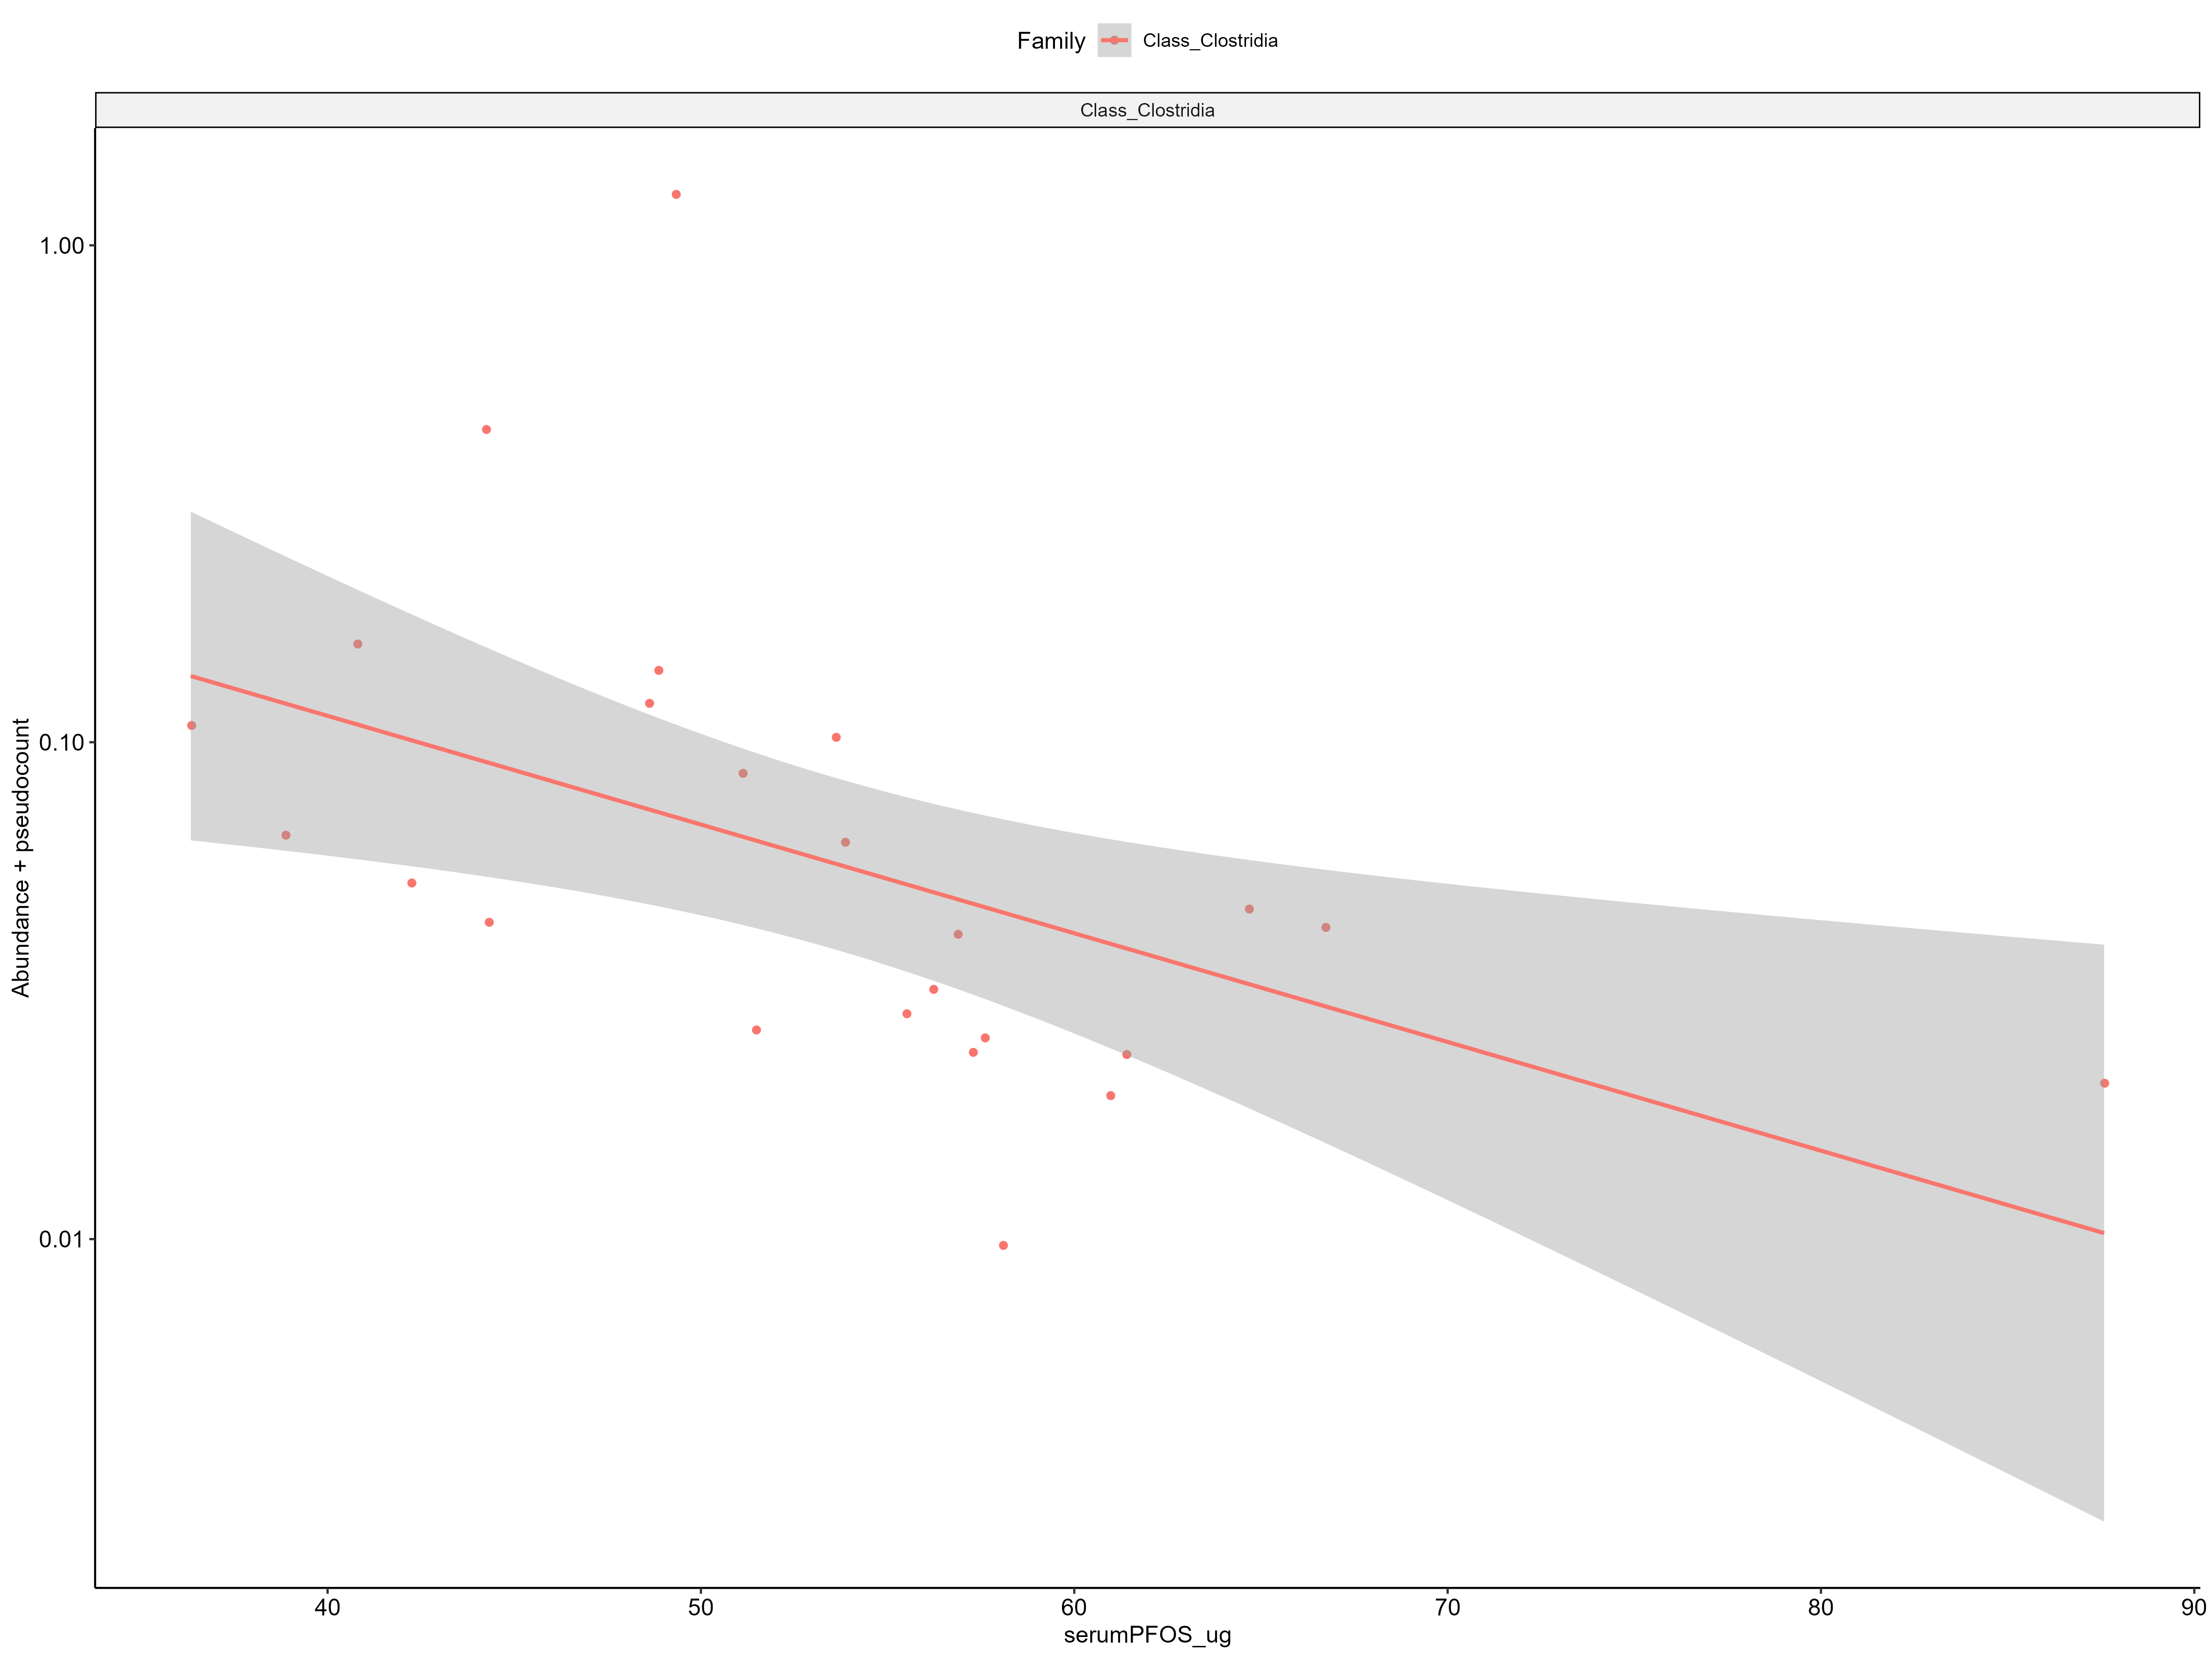 Family Class_Clostridia
Class_Clostridia
Abundance + pseudocount
1.00
0.10
0.01
40 50 60 70 80 90
serumPFOS_ug